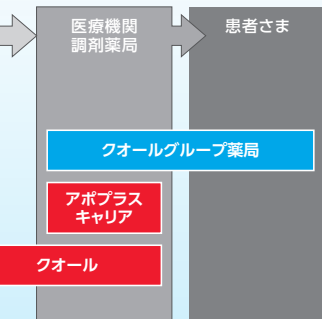 医療機関
調剤薬局
患者さま
クオールグループ薬局
アポプラス
キャリア
クオール